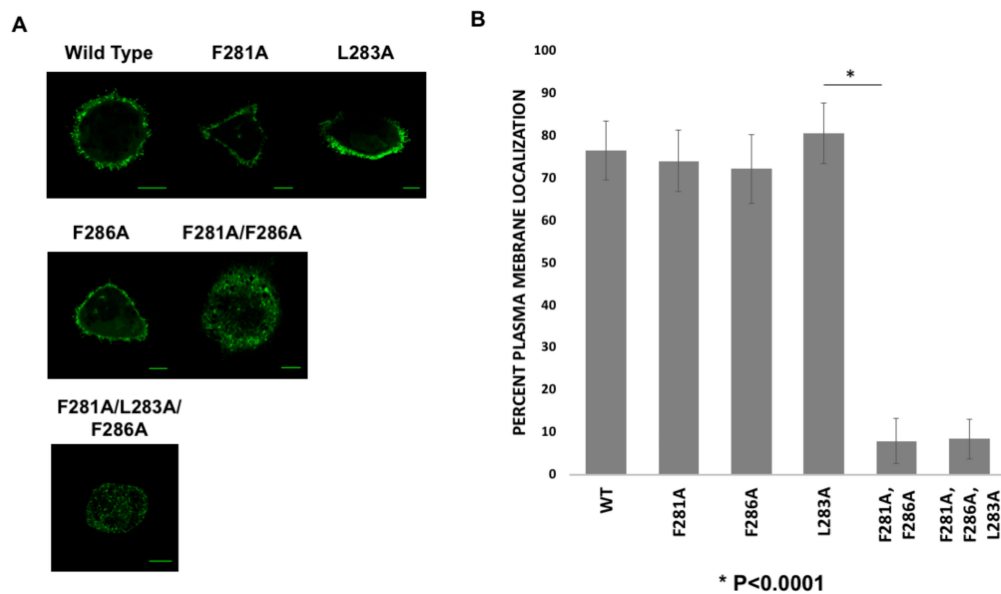 A
Wild Type F281A L283A
F286A F281A/F286A
F281A/L283A/
F286A
B
PERCENT PLASMA MEBRANE LOCALIZATION
100
90
80
70
60
50
40
30
20
10
0
*
WT
F281A
F286A
L283A
F281A,
F286A
F281A,
F286A,
L283A
* P<0.0001